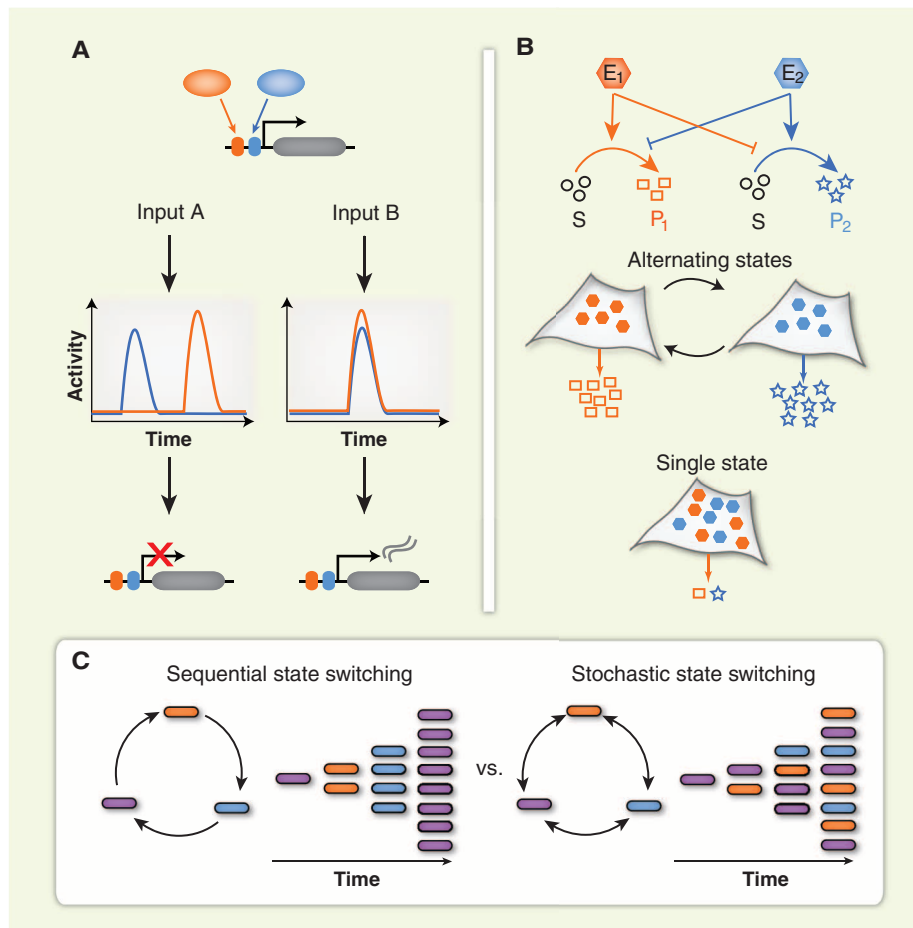 A
Input A
Input B
Activity
Time
Time
B
E1
E2
S
P1
S
P2
Alternating states
Single state
C
Sequential state switching
vs.
Stochastic state switching
Time
Time